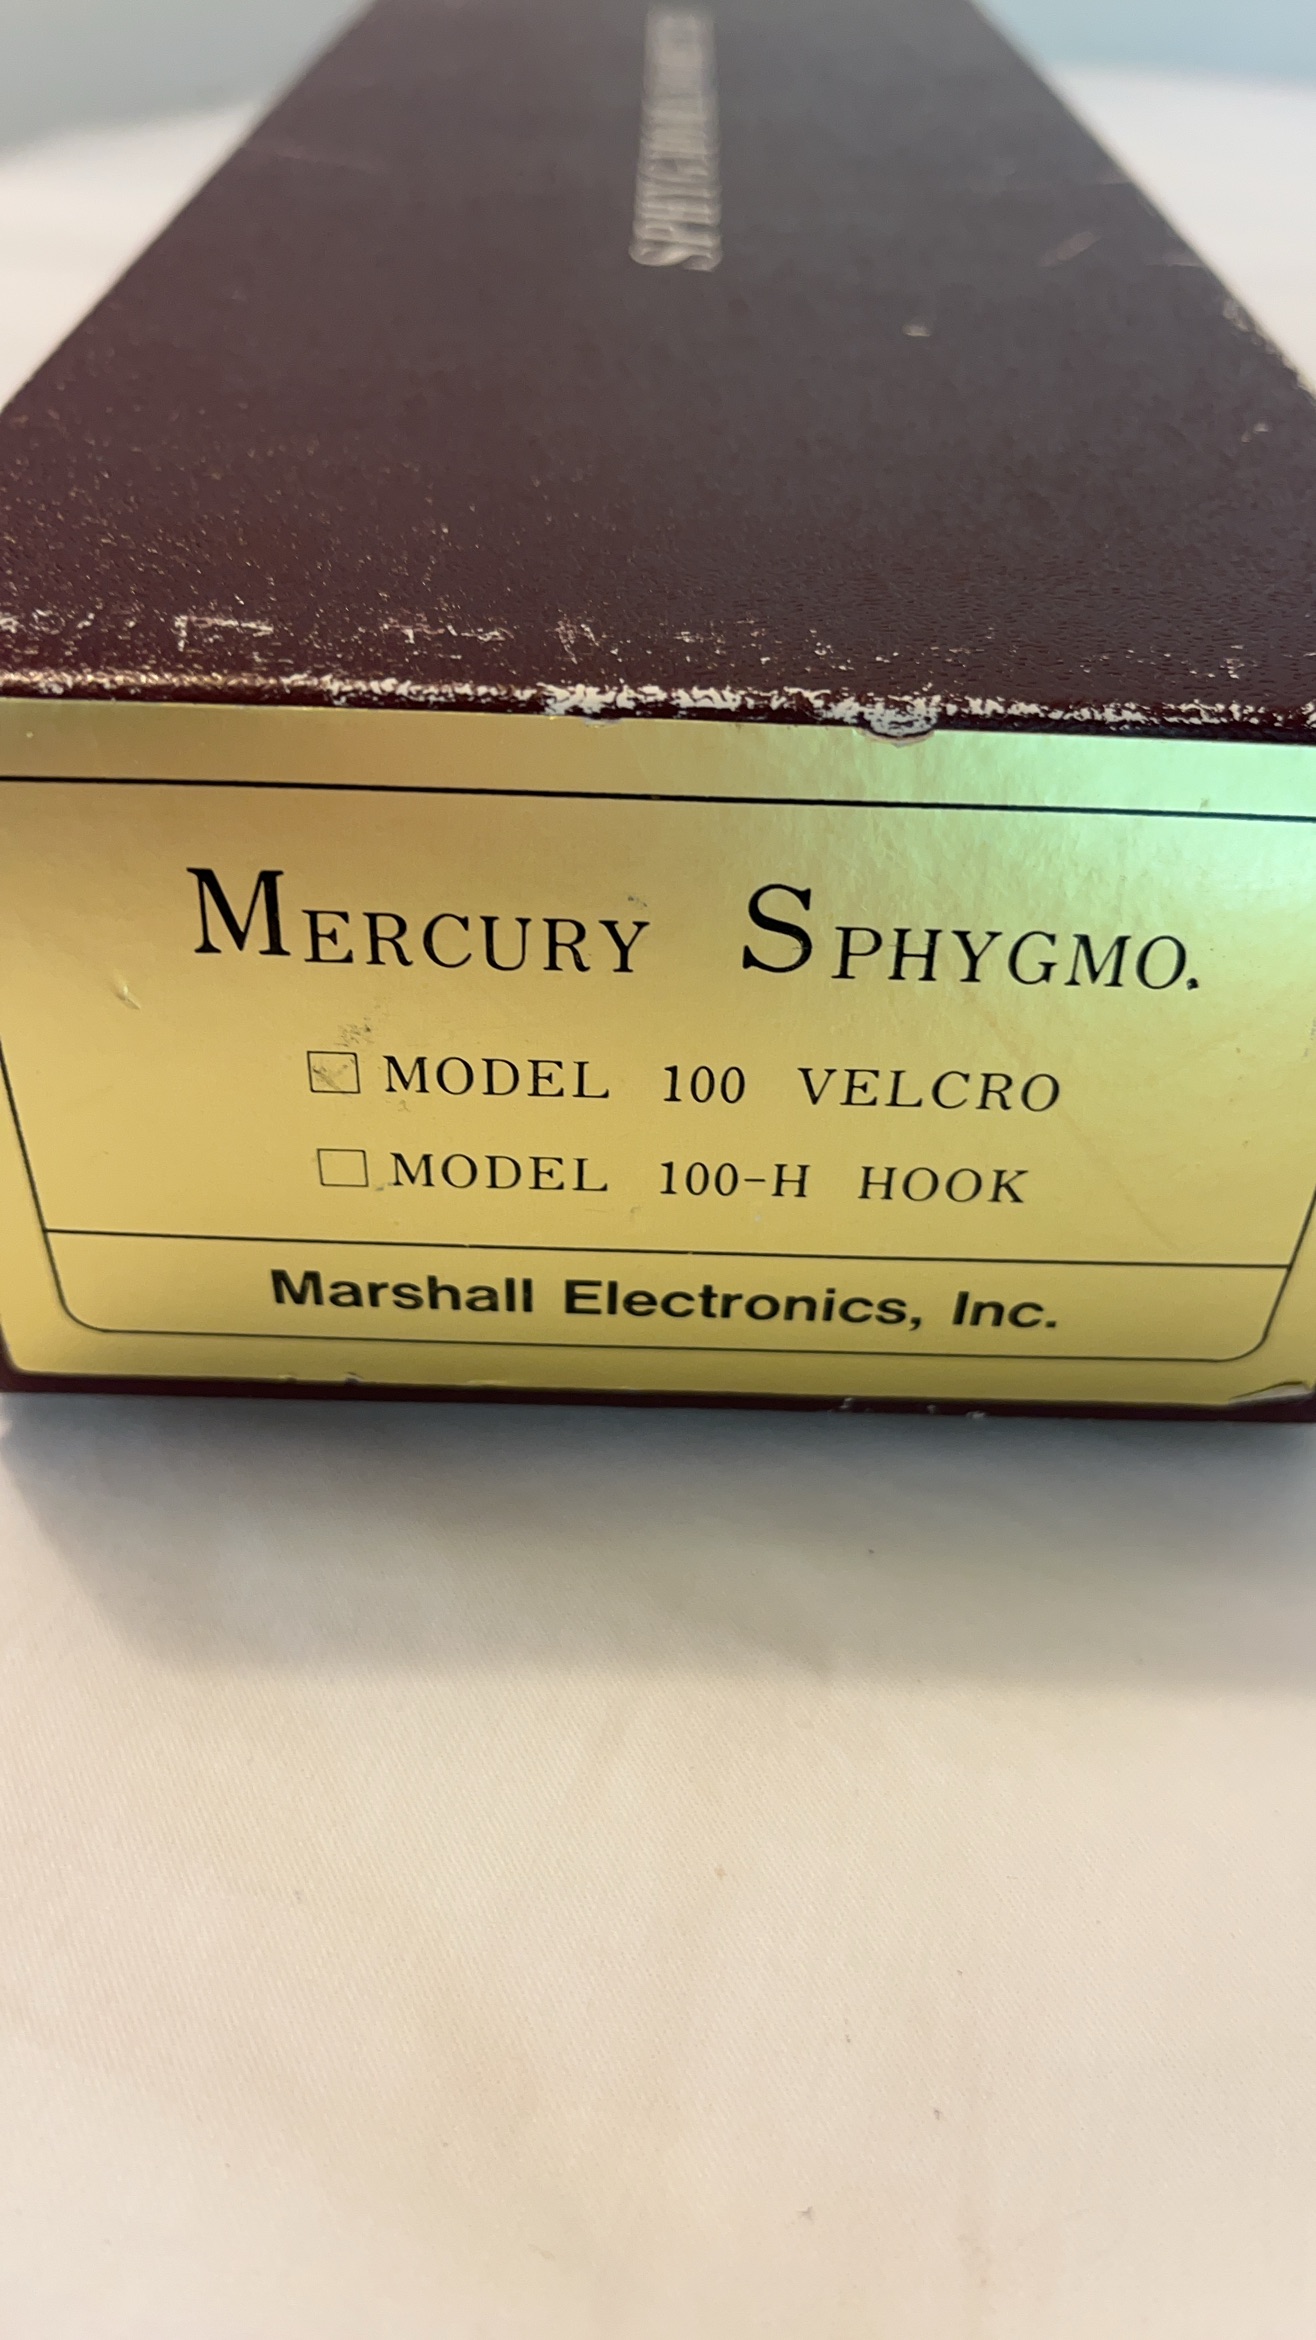 MERCURY SPHYGMO.
MODEL 100 VELCRO
MODEL 100-H HOOK
Marshall Electronics, Inc.